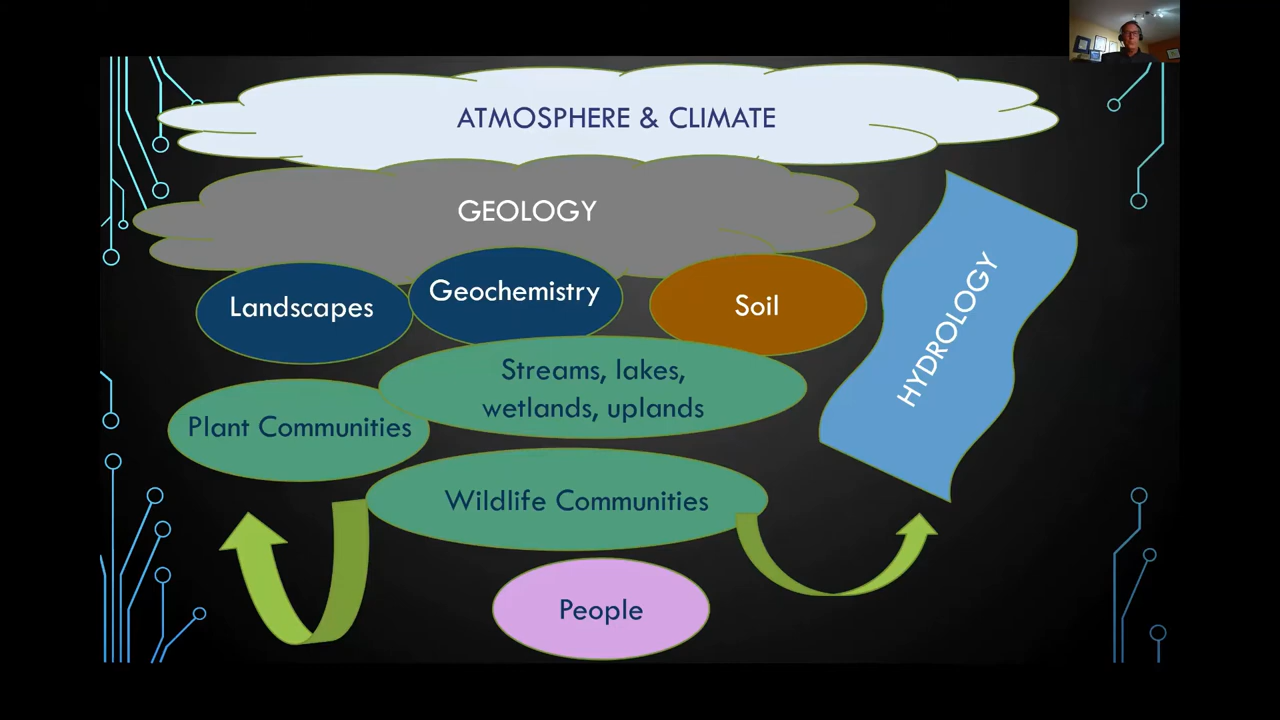 ATMOSPHERE & CLIMATE
GEOLOGY
Landscapes
Geochemistry
Soil
HYDROLOGY
Streams, lakes,
wetlands, uplands
Plant Communities
Wildlife Communities
People